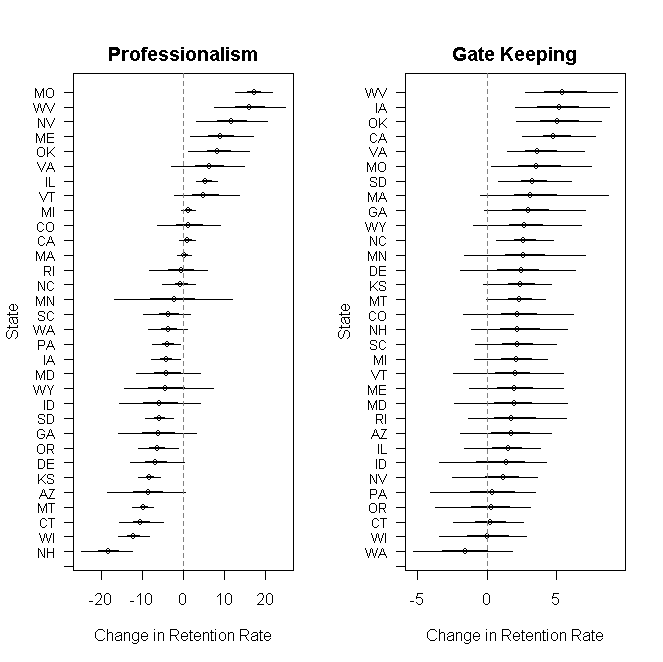 Professionalism
State
MO
WV
NV
ME
OK
VA
IL
VT
MI
CO
CA
MA
RI
NC
MN
SC
WA
PA
IA
MD
WY
ID
SD
GA
OR
DE
KS
AZ
MT
CT
WI
NH
-20 -10 0 10 20
Change in Retention Rate
Gate Keeping
State
WV
IA
OK
CA
VA
MO
SD
MA
GA
WY
NC
MN
DE
KS
MT
CO
NH
SC
MI
VT
ME
MD
RI
AZ
IL
ID
NV
PA
OR
CT
WI
WA
-5 0 5
Change in Retention Rate